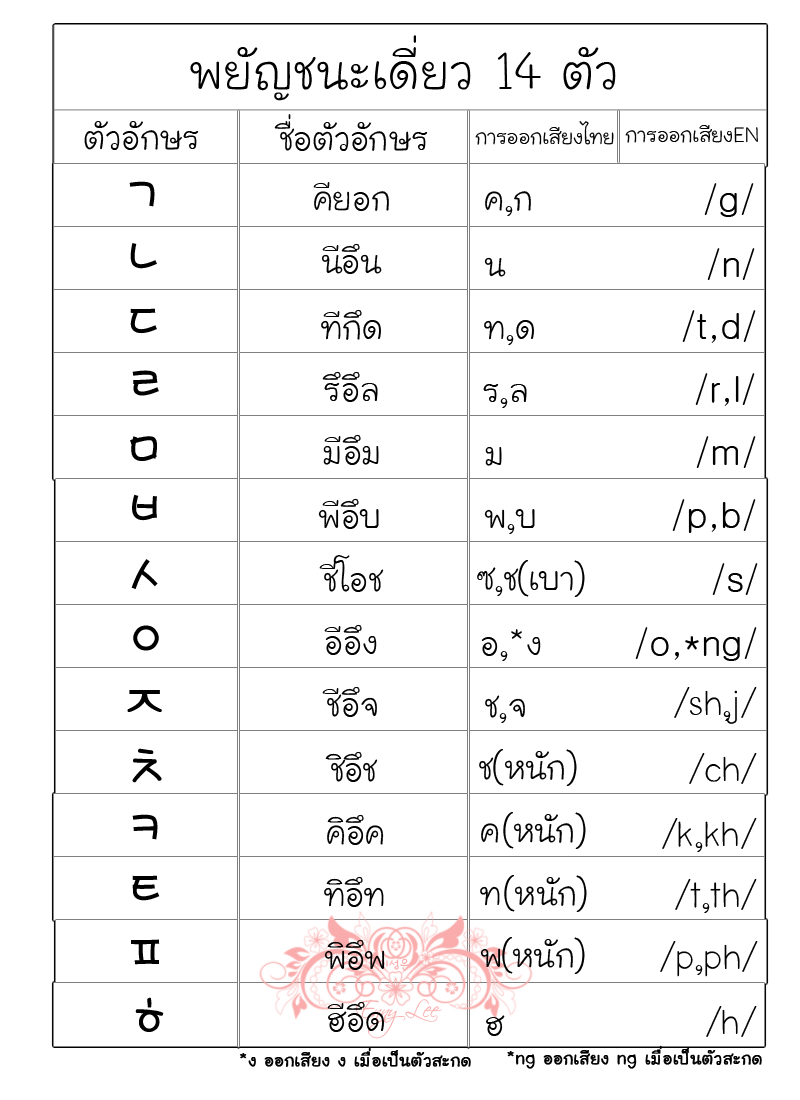 พยัญชนะเดี่ยว 14 ตัว
ตัวอักษร ชื่อตัวอักษร การออกเสียงไทย การออกเสียงEN
ㄱ คียอก ค,ก /g/
ㄴ นีอึน น /n/
ㄷ ทีกึด ท,ด /t,d/
ㄹ รีอึล ร,ล /r,l/
ㅁ มีอึม ม /m/
ㅂ พีอึบ พ,บ /p,b/
ㅅ ชีโอช ซ,ช(เบา) /s/
ㅇ อีอึง อ,*ง /o,*ng/
ㅈ ชีอึจ ช,จ /sh,j/
ㅊ ชิอึช ช(หนัก) /ch/
ㅋ คิอึค ค(หนัก) /k,kh/
ㅌ ทิอึท ท(หนัก) /t,th/
ㅍ พิอึพ พ(หนัก) /p,ph/
ㅎ ฮีอึด ฮ /h/
*ง ออกเสียง ง เมื่อเป็นตัวสะกด *ng ออกเสียง ng เมื่อเป็นตัวสะกด